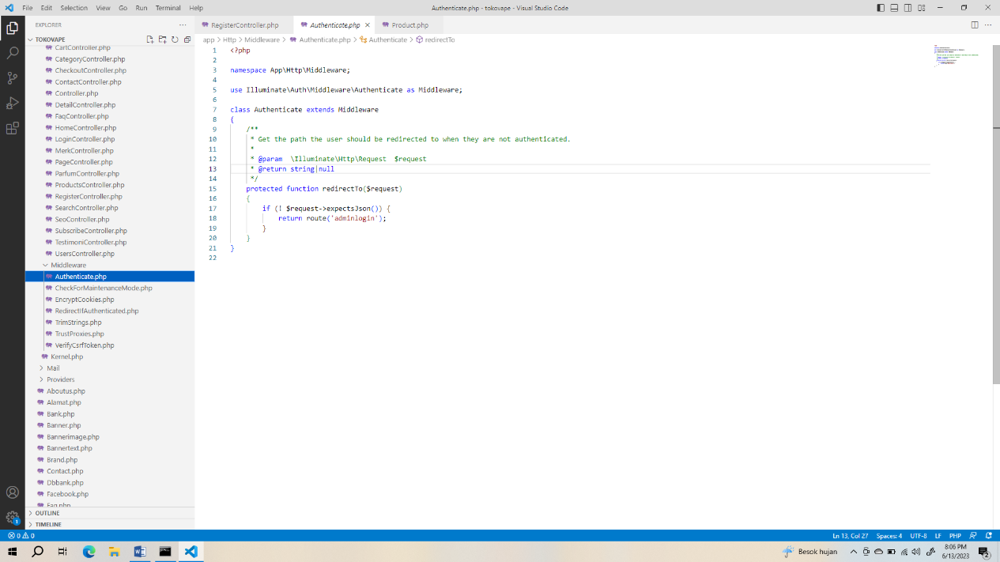 File Edit Selection View Go Run Terminal Help
Authenticate.php - tokovape - Visual Studio Code
EXPLORER
TOKOVAPE
CartController.php
CategoryController.php
CheckoutController.php
ContactController.php
Controller.php
DetailController.php
FaqController.php
HomeController.php
LoginController.php
MerkController.php
PageController.php
ParfumController.php
ProductsController.php
RegisterController.php
SearchController.php
SeoController.php
SubscribeController.php
TestimoniController.php
UsersController.php
Middleware
Authenticate.php
CheckForMaintenanceMode.php
EncryptCookies.php
RedirectIfAuthenticated.php
TrimStrings.php
TrustProxies.php
VerifyCsrfToken.php
Kernel.php
Mail
Providers
Aboutus.php
Alamat.php
Bank.php
Banner.php
Bannerimage.php
Bannertext.php
Brand.php
Contact.php
Dbbank.php
Facebook.php
Faq.php
OUTLINE
TIMELINE
RegisterController.php Authenticate.php Product.php
app > Http > Middleware > Authenticate.php > Authenticate > redirectTo
1 <?php
2
3 namespace App\Http\Middleware;
4
5 use Illuminate\Auth\Middleware\Authenticate as Middleware;
6
7 class Authenticate extends Middleware
8 {
9 /**
10 * Get the path the user should be redirected to when they are not authenticated.
11 *
12 * @param  \Illuminate\Http\Request  $request
13 * @return string|null
14 */
15 protected function redirectTo($request)
16 {
17 if (! $request->expectsJson()) {
18 return route('adminlogin');
19 }
20 }
21 }
22
0 0
Ln 13, Col 27 Spaces: 4 UTF-8 LF PHP
1
Besok hujan
8:06 PM
6/13/2023
2